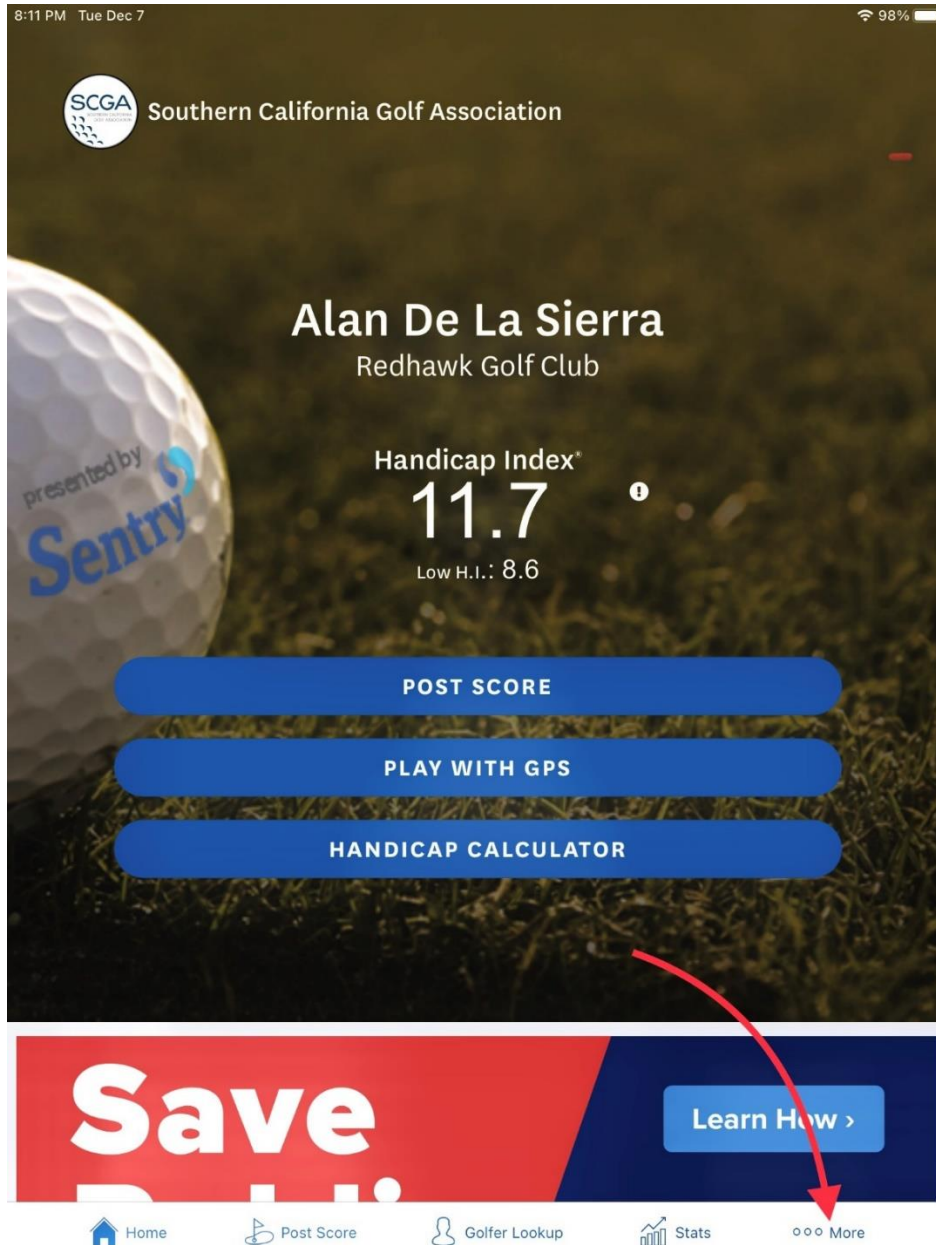 8:11 PM Tue Dec 7
98%
SCGA
Southern California Golf Association
Alan De La Sierra
Redhawk Golf Club
Handicap Index®
11.7
Low H.I.: 8.6
presented by
Sentry
POST SCORE
PLAY WITH GPS
HANDICAP CALCULATOR
Save
Learn How ›
Home
Post Score
Golfer Lookup
Stats
More